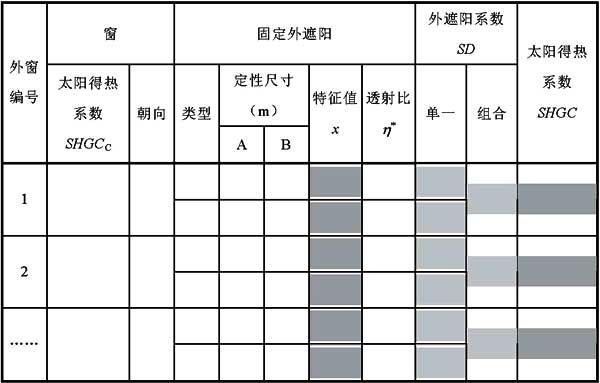 外窗
编号
窗
固定外遮阳
外遮阳系数
SD
太阳得热
系数
SHGC
太阳得热
系数
SHGCC
朝向
类型
定性尺寸
（m）
A
B
特征值
x
透射比
η*
单一
组合
1
2
……